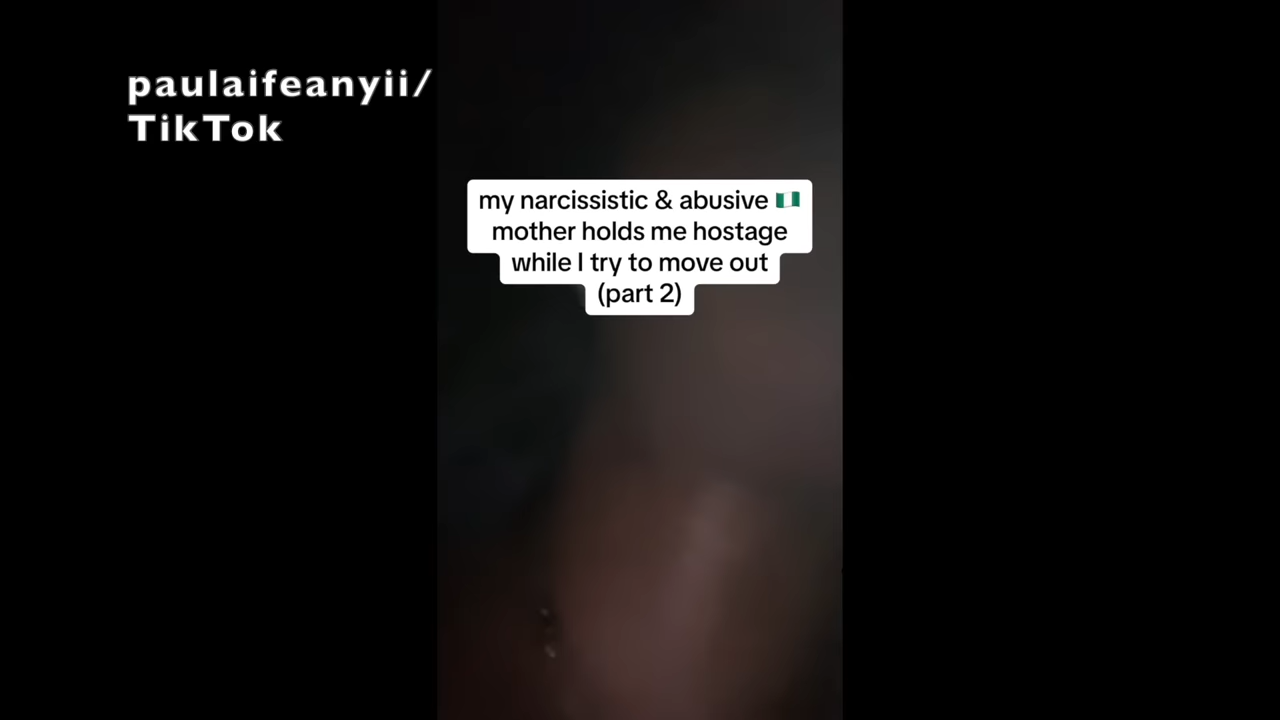 paulaifeanyii/
TikTok
my narcissistic & abusive 🇳🇬
mother holds me hostage
while I try to move out
(part 2)